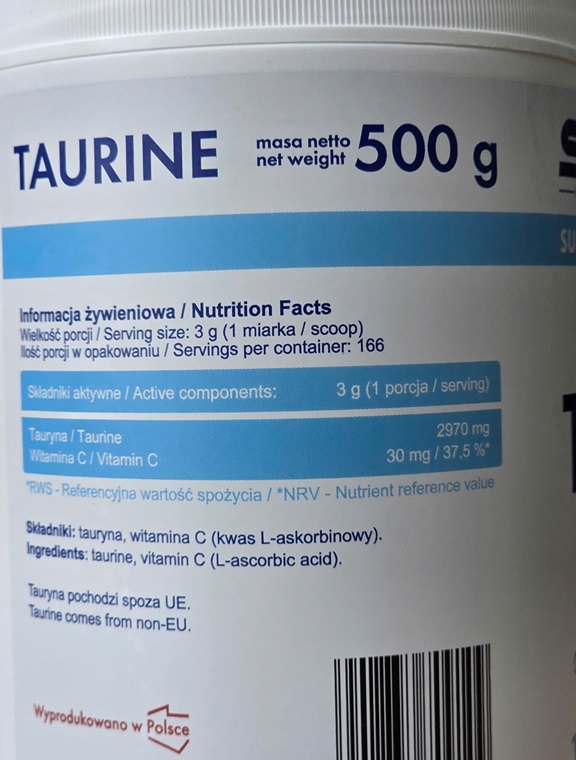 TAURINE
masa netto
net weight
500 g
SU
Informacja żywieniowa / Nutrition Facts
Wielkość porcji / Serving size: 3 g (1 miarka / scoop)
Ilość porcji w opakowaniu / Servings per container: 166
Składniki aktywne / Active components: 3 g (1 porcja / serving)
Tauryna / Taurine 2970 mg
Witamina C / Vitamin C 30 mg / 37,5 %*
*RWS - Referencyjna wartość spożycia / *NRV - Nutrient reference value
Składniki: tauryna, witamina C (kwas L-askorbinowy).
Ingredients: taurine, vitamin C (L-ascorbic acid).
Tauryna pochodzi spoza UE.
Taurine comes from non-EU.
Wyprodukowano w Polsce